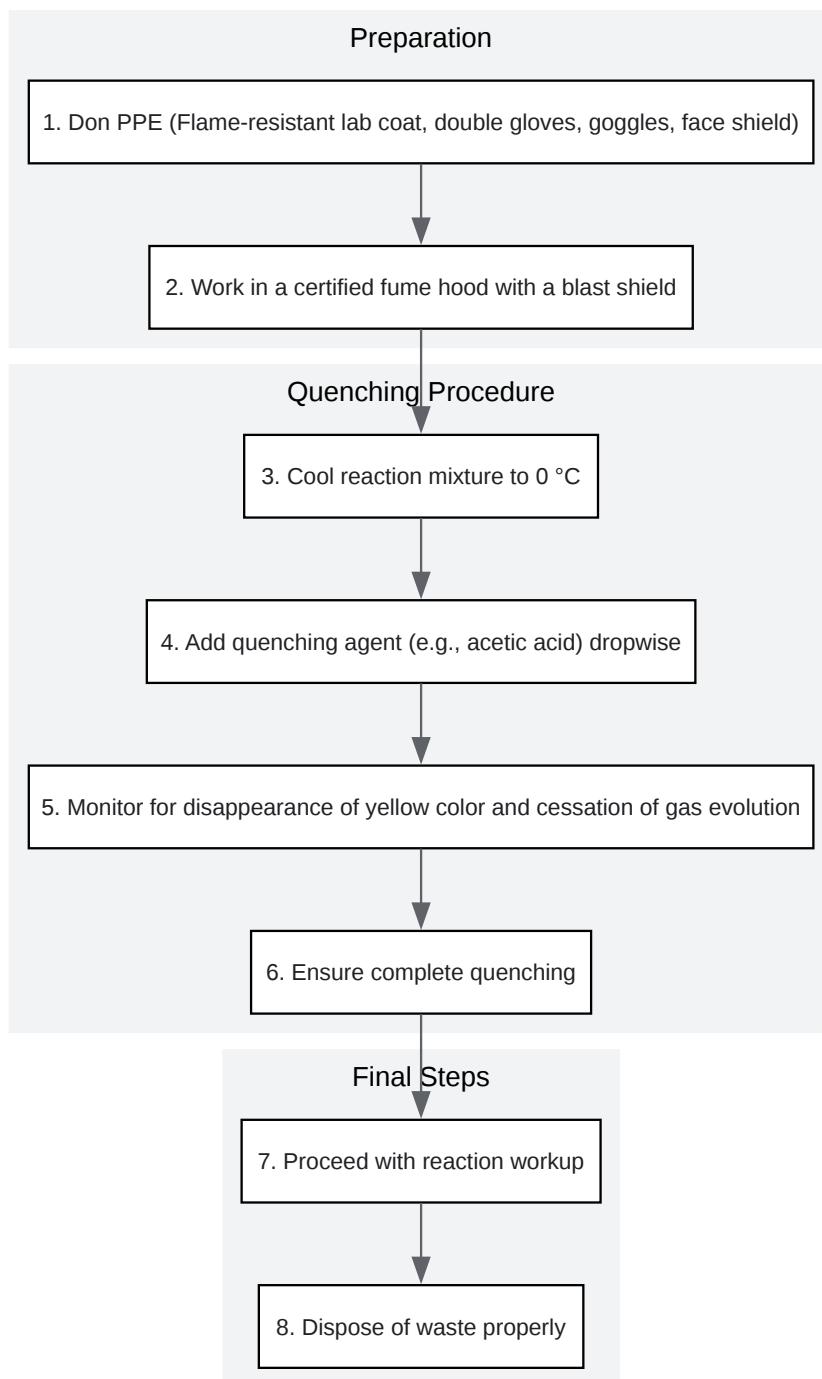 Preparation
1. Don PPE (Flame-resistant lab coat, double gloves, goggles, face shield)
2. Work in a certified fume hood with a blast shield
Quenching Procedure
3. Cool reaction mixture to 0 °C
4. Add quenching agent (e.g., acetic acid) dropwise
5. Monitor for disappearance of yellow color and cessation of gas evolution
6. Ensure complete quenching
Final Steps
7. Proceed with reaction workup
8. Dispose of waste properly